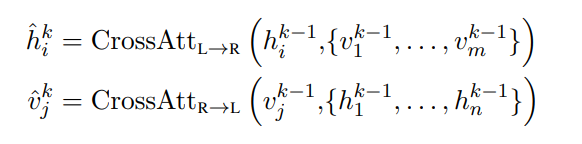 ĥ_i^k = CrossAtt_{L→R} ( h_i^{k−1}, {v_1^{k−1}, . . . , v_m^{k−1}} )
v̂_j^k = CrossAtt_{R→L} ( v_j^{k−1}, {h_1^{k−1}, . . . , h_n^{k−1}} )